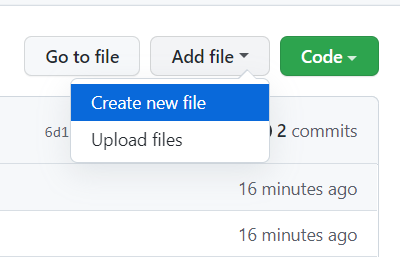 Go to file
Add file
Code
Create new file
Upload files
6d1
2 commits
16 minutes ago
16 minutes ago